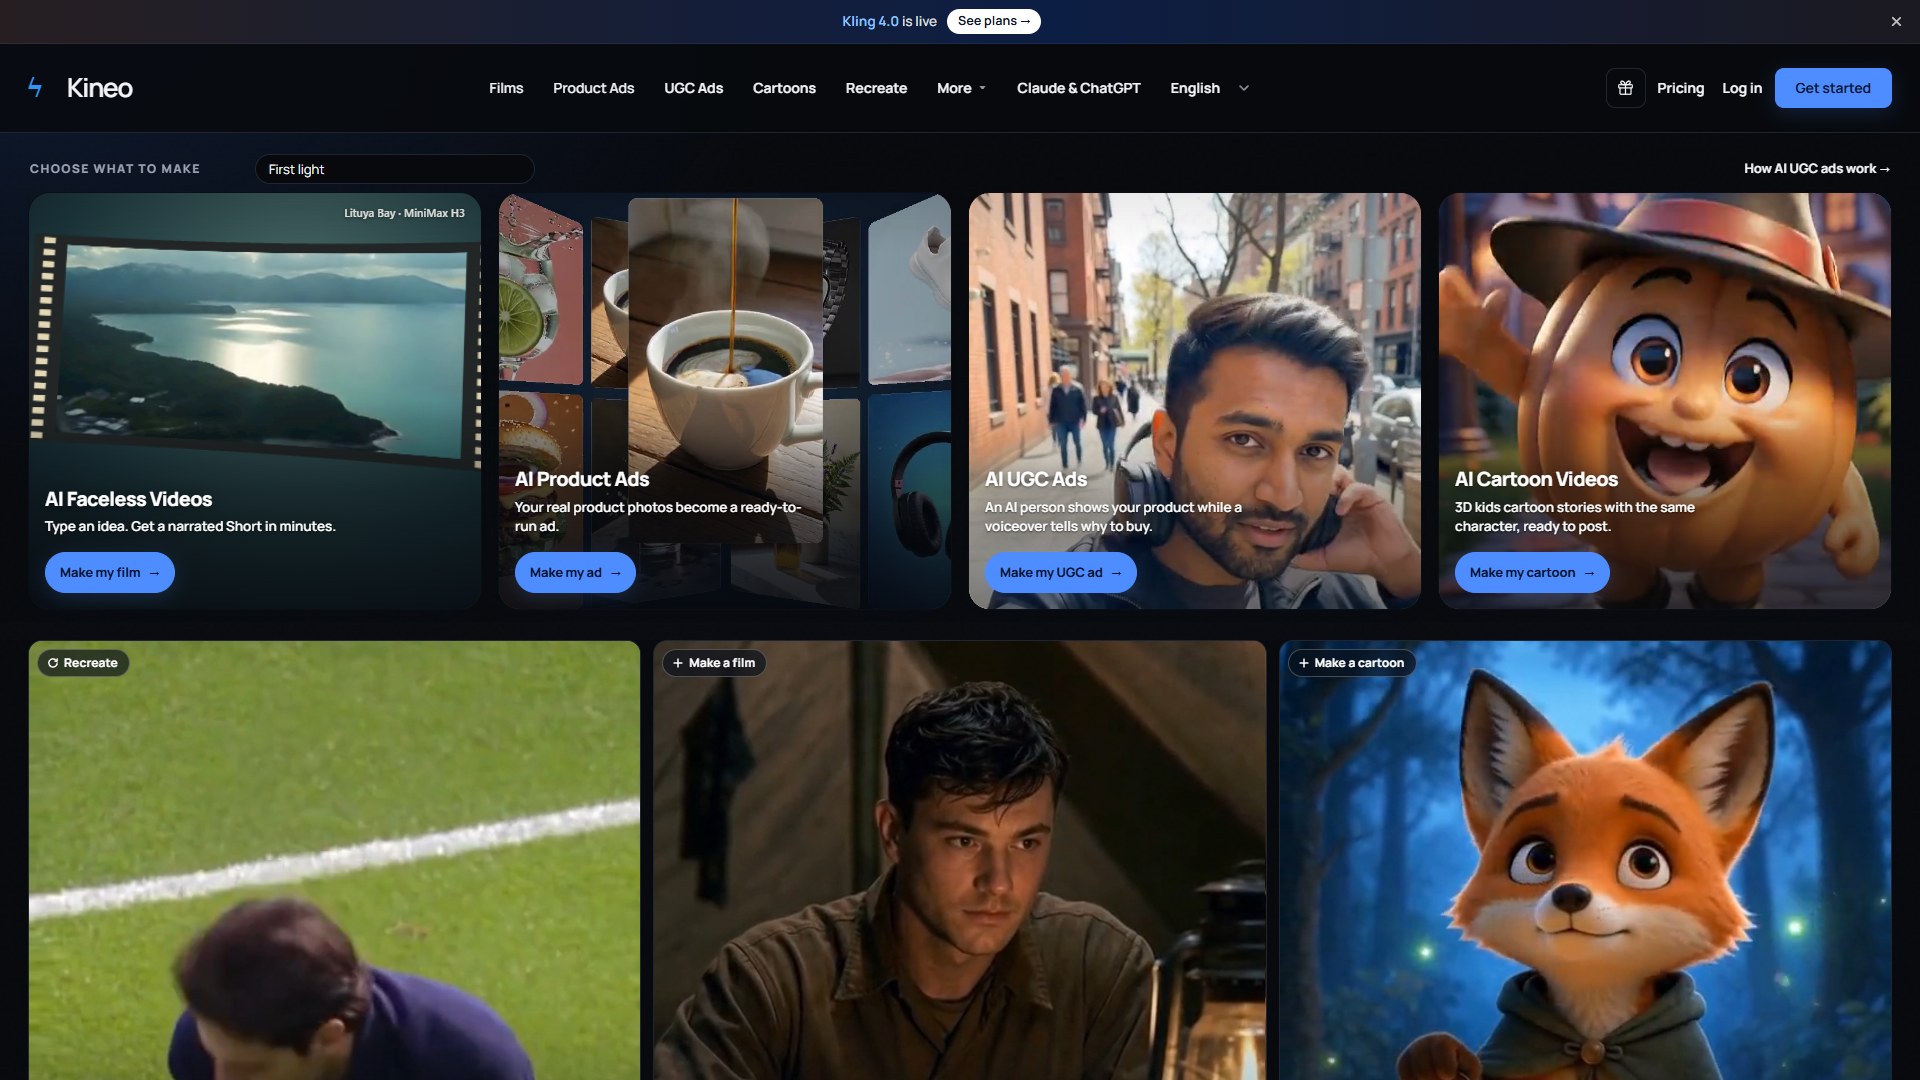 Kling 4.0 is live See plans →
Kineo
Films Product Ads UGC Ads Cartoons Recreate More Claude & ChatGPT English
Pricing Log in Get started
CHOOSE WHAT TO MAKE
First light
How AI UGC ads work →
Lituya Bay · MiniMax H3
AI Faceless Videos
Type an idea. Get a narrated Short in minutes.
Make my film →
AI Product Ads
Your real product photos become a ready-to-
run ad.
Make my ad →
AI UGC Ads
An AI person shows your product while a
voiceover tells why to buy.
Make my UGC ad →
AI Cartoon Videos
3D kids cartoon stories with the same
character, ready to post.
Make my cartoon →
Recreate
+ Make a film
+ Make a cartoon